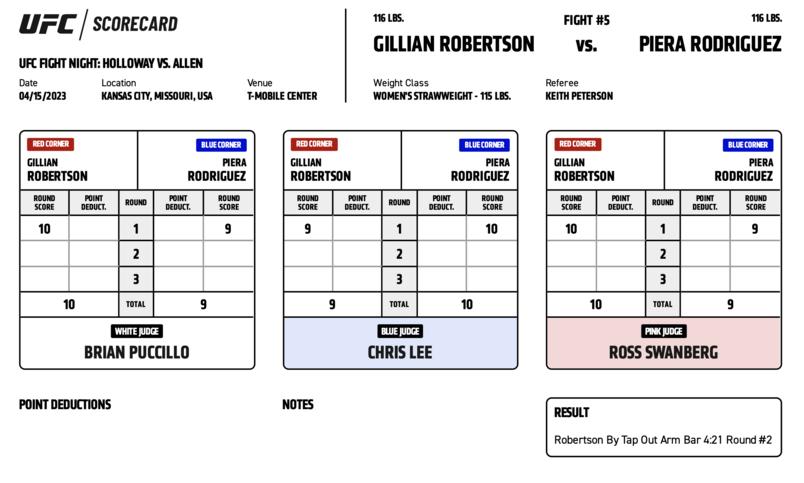 UFC / SCORECARD
UFC FIGHT NIGHT: HOLLOWAY VS. ALLEN
Date Location Venue
04/15/2023 KANSAS CITY, MISSOURI, USA T-MOBILE CENTER
116 LBS. FIGHT #5 116 LBS.
GILLIAN ROBERTSON VS. PIERA RODRIGUEZ
Weight Class Referee
WOMEN'S STRAWWEIGHT - 115 LBS. KEITH PETERSON
RED CORNER BLUE CORNER
GILLIAN PIERA
ROBERTSON RODRIGUEZ
ROUND SCORE POINT DEDUCT. ROUND POINT DEDUCT. ROUND SCORE
10 1 9
2
3
10 TOTAL 9
WHITE JUDGE
BRIAN PUCCILLO
RED CORNER BLUE CORNER
GILLIAN PIERA
ROBERTSON RODRIGUEZ
ROUND SCORE POINT DEDUCT. ROUND POINT DEDUCT. ROUND SCORE
9 1 10
2
3
9 TOTAL 10
BLUE JUDGE
CHRIS LEE
RED CORNER BLUE CORNER
GILLIAN PIERA
ROBERTSON RODRIGUEZ
ROUND SCORE POINT DEDUCT. ROUND POINT DEDUCT. ROUND SCORE
10 1 9
2
3
10 TOTAL 9
PINK JUDGE
ROSS SWANBERG
POINT DEDUCTIONS
NOTES
RESULT
Robertson By Tap Out Arm Bar 4:21 Round #2